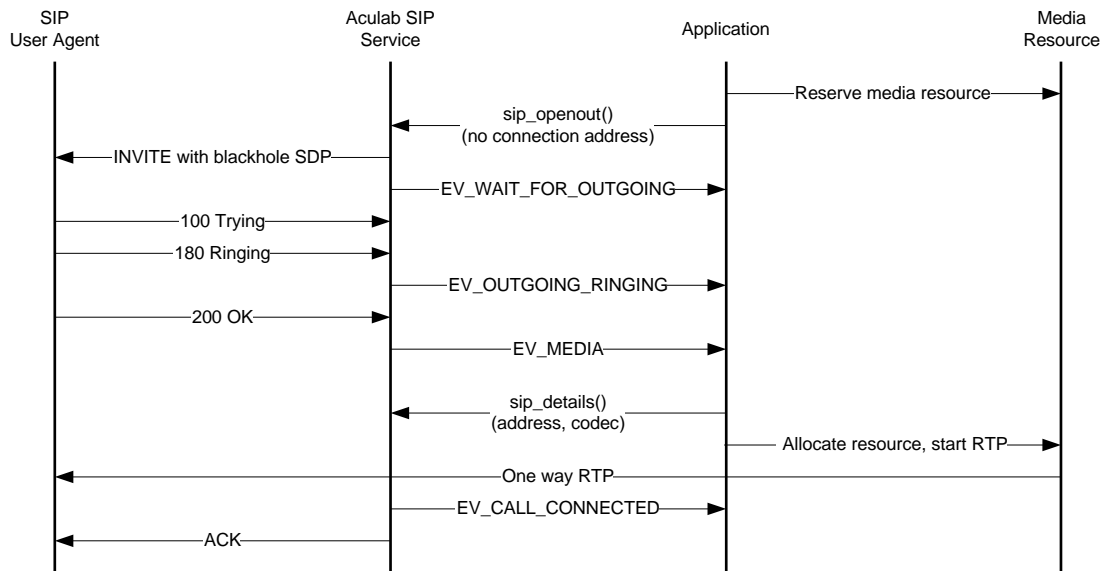 SIP
User Agent
Aculab SIP
Service
Application
Media
Resource
Reserve media resource
sip_openout()
(no connection address)
INVITE with blackhole SDP
EV_WAIT_FOR_OUTGOING
100 Trying
180 Ringing
EV_OUTGOING_RINGING
200 OK
EV_MEDIA
sip_details()
(address, codec)
Allocate resource, start RTP
One way RTP
EV_CALL_CONNECTED
ACK